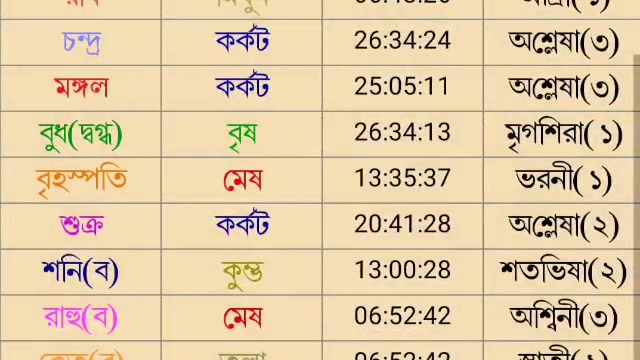 চন্দ্র কর্কট 26:34:24 অশ্লেষা(৩)
মঙ্গল কর্কট 25:05:11 অশ্লেষা(৩)
বুধ(দ্বগ্ধ) বৃষ 26:34:13 মৃগশিরা(১)
বৃহস্পতি মেষ 13:35:37 ভরনী(১)
শুক্র কর্কট 20:41:28 অশ্লেষা(২)
শনি(ব) কুম্ভ 13:00:28 শতভিষা(২)
রাহু(ব) মেষ 06:52:42 অশ্বিনী(৩)